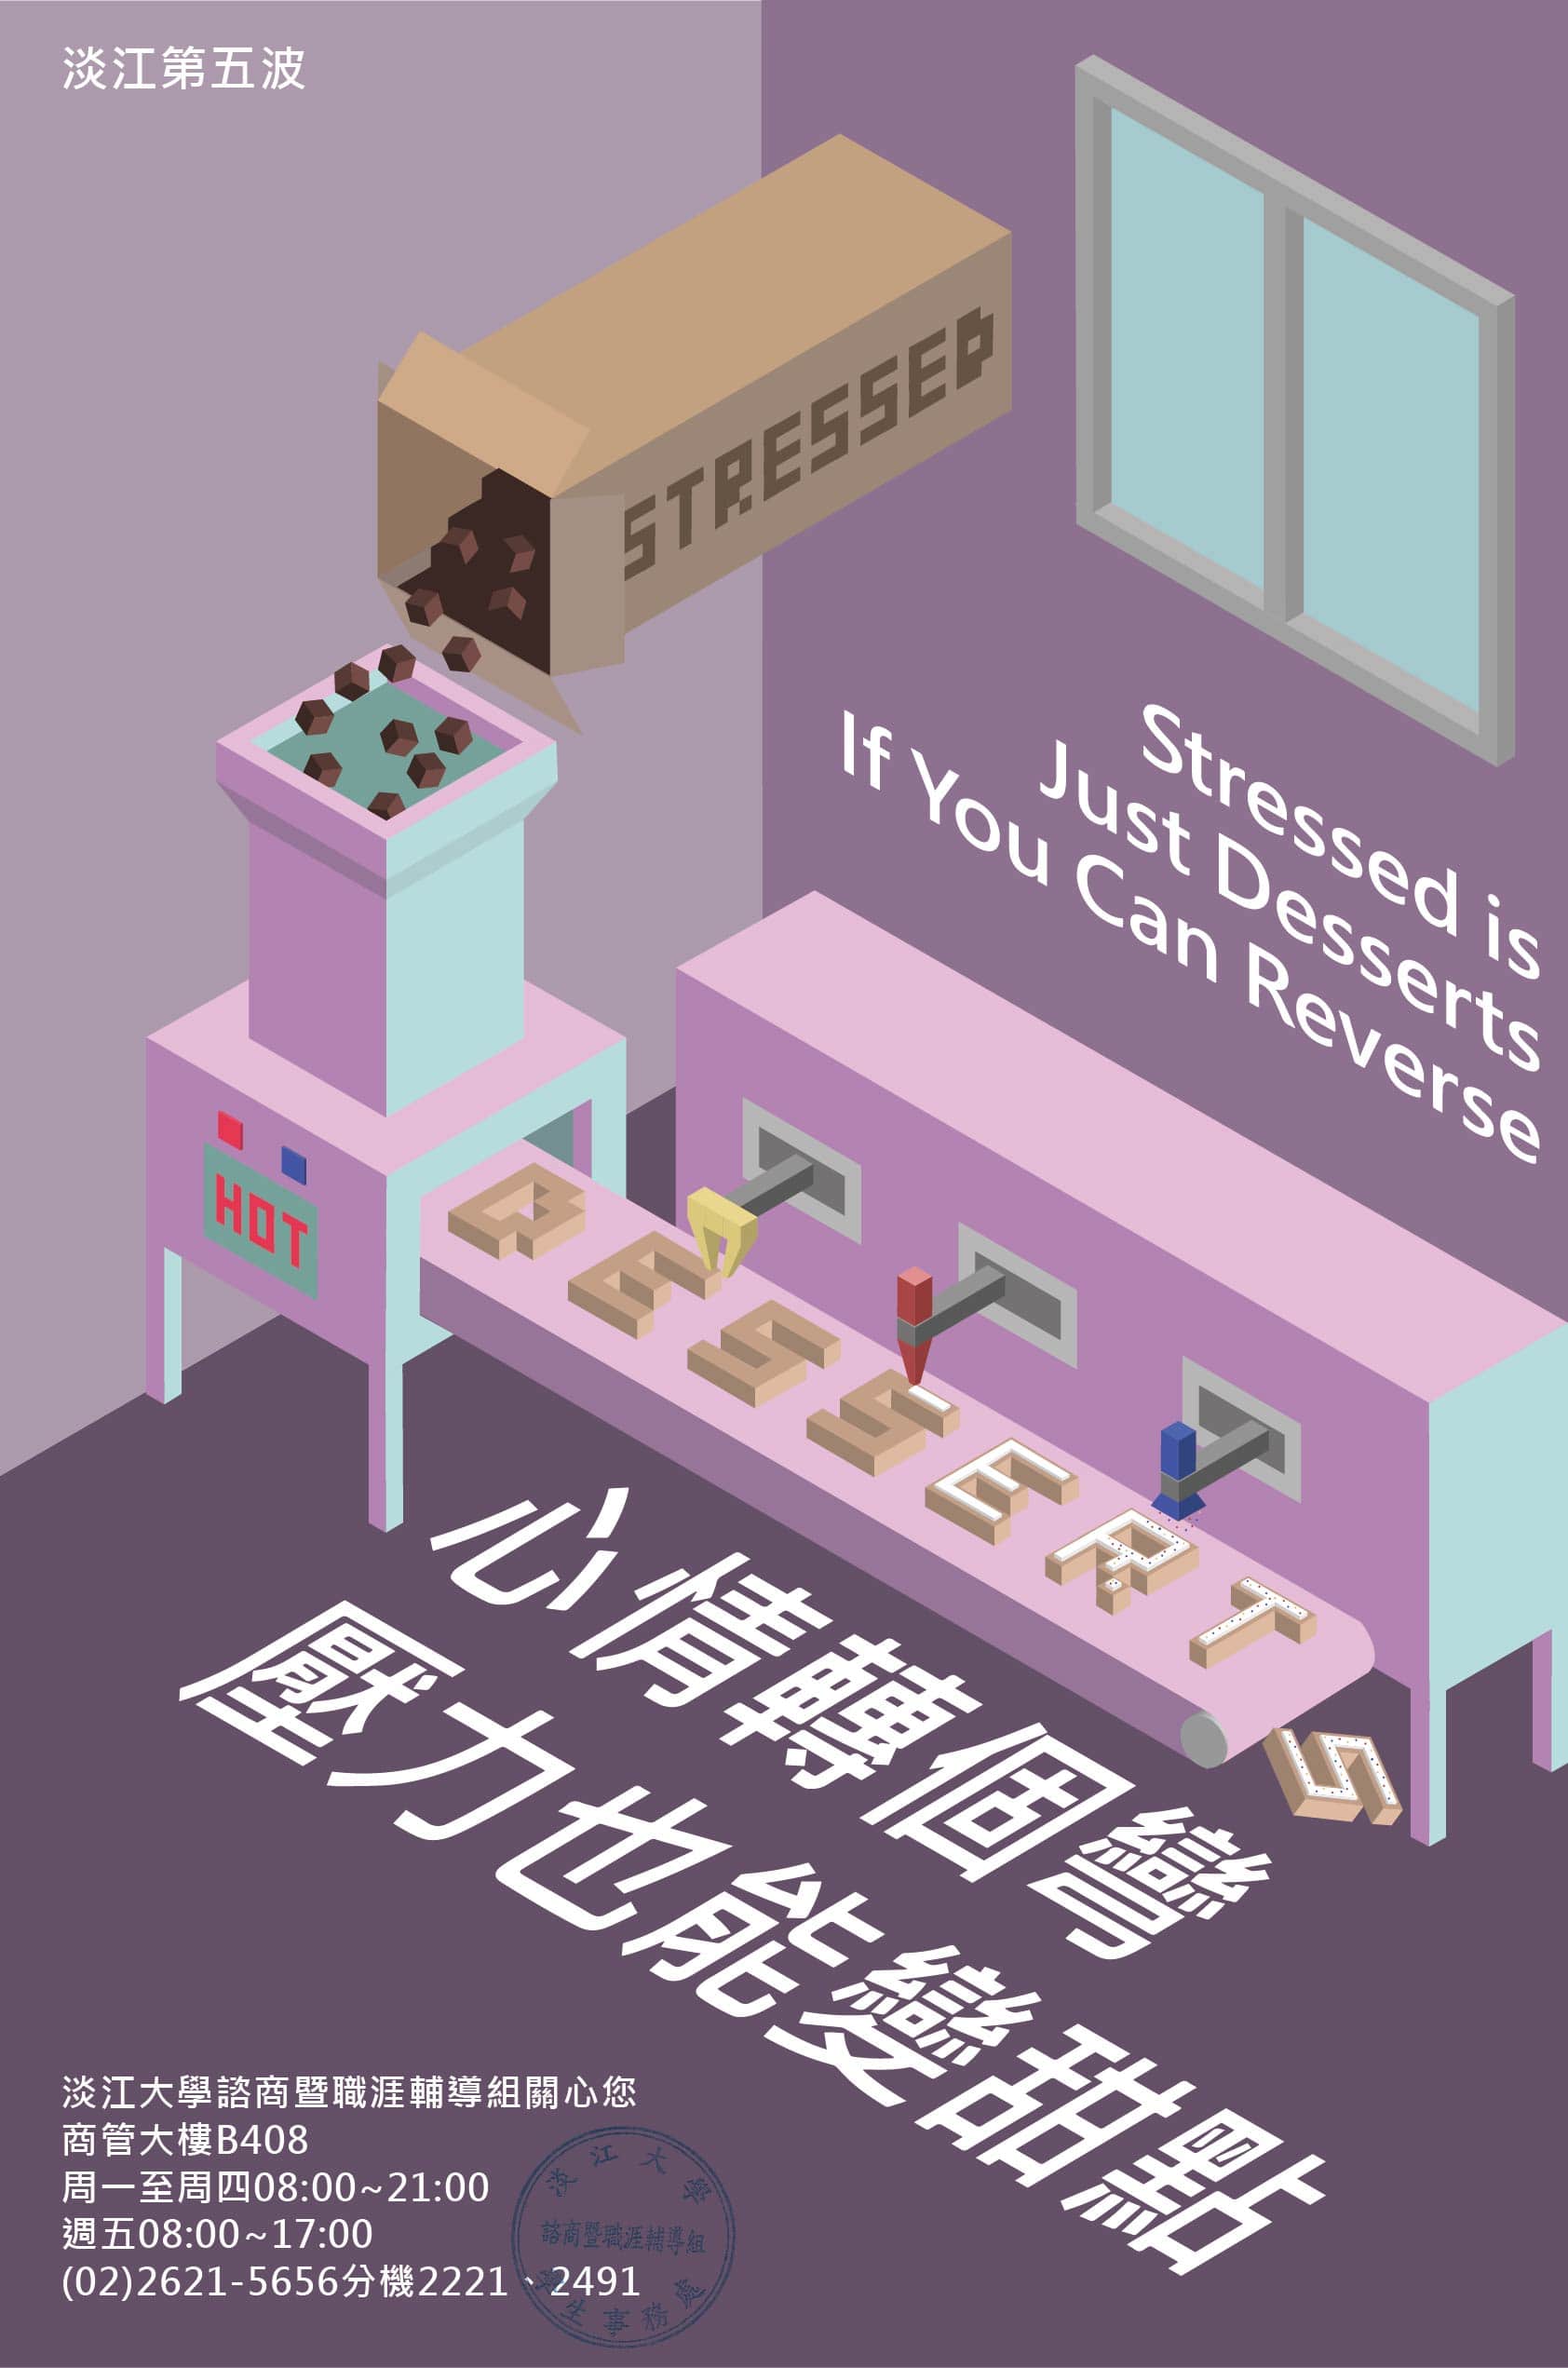 淡江第五波
STRESSED
Stressed is
Just Desserts
If You Can Reverse
HOT
DESSERTS
心情轉個彎
壓力也能變甜點
淡江大學諮商暨職涯輔導組關心您
商管大樓B408
周一至周四08:00~21:00
週五08:00~17:00
(02)2621-5656分機2221、2491
淡江大學
諮商暨職涯輔導組
學生事務處